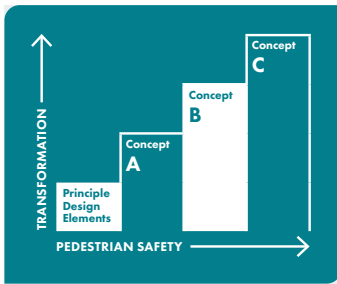 Concept
C
Concept
B
Concept
A
Principle
Design
Elements
TRANSFORMATION
PEDESTRIAN SAFETY